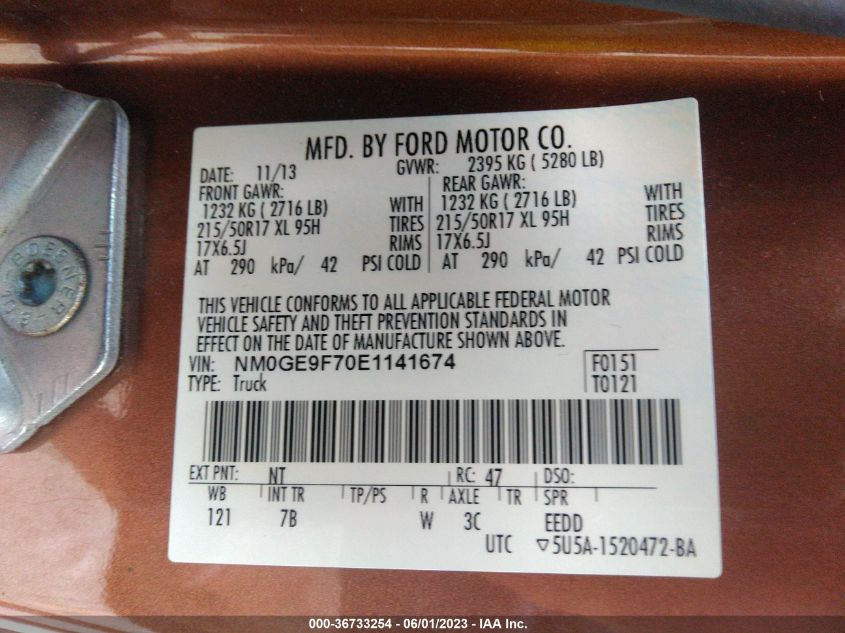 MFD. BY FORD MOTOR CO.
DATE: 11/13 GVWR: 2395 KG ( 5280 LB)
FRONT GAWR: REAR GAWR:
1232 KG ( 2716 LB) WITH 1232 KG ( 2716 LB) WITH
215/50R17 XL 95H TIRES 215/50R17 XL 95H TIRES
17X6.5J RIMS 17X6.5J RIMS
AT 290 kPa/ 42 PSI COLD AT 290 kPa/ 42 PSI COLD
THIS VEHICLE CONFORMS TO ALL APPLICABLE FEDERAL MOTOR
VEHICLE SAFETY AND THEFT PREVENTION STANDARDS IN
EFFECT ON THE DATE OF MANUFACTURE SHOWN ABOVE.
VIN: NM0GE9F70E1141674 F0151
TYPE: Truck T0121
EXT PNT: NT RC: 47 DSO:
WB INT TR TP/PS R AXLE TR SPR
121 7B W 3C EEDD
UTC ▽5U5A-1520472-BA
000-36733254 - 06/01/2023 - IAA Inc.